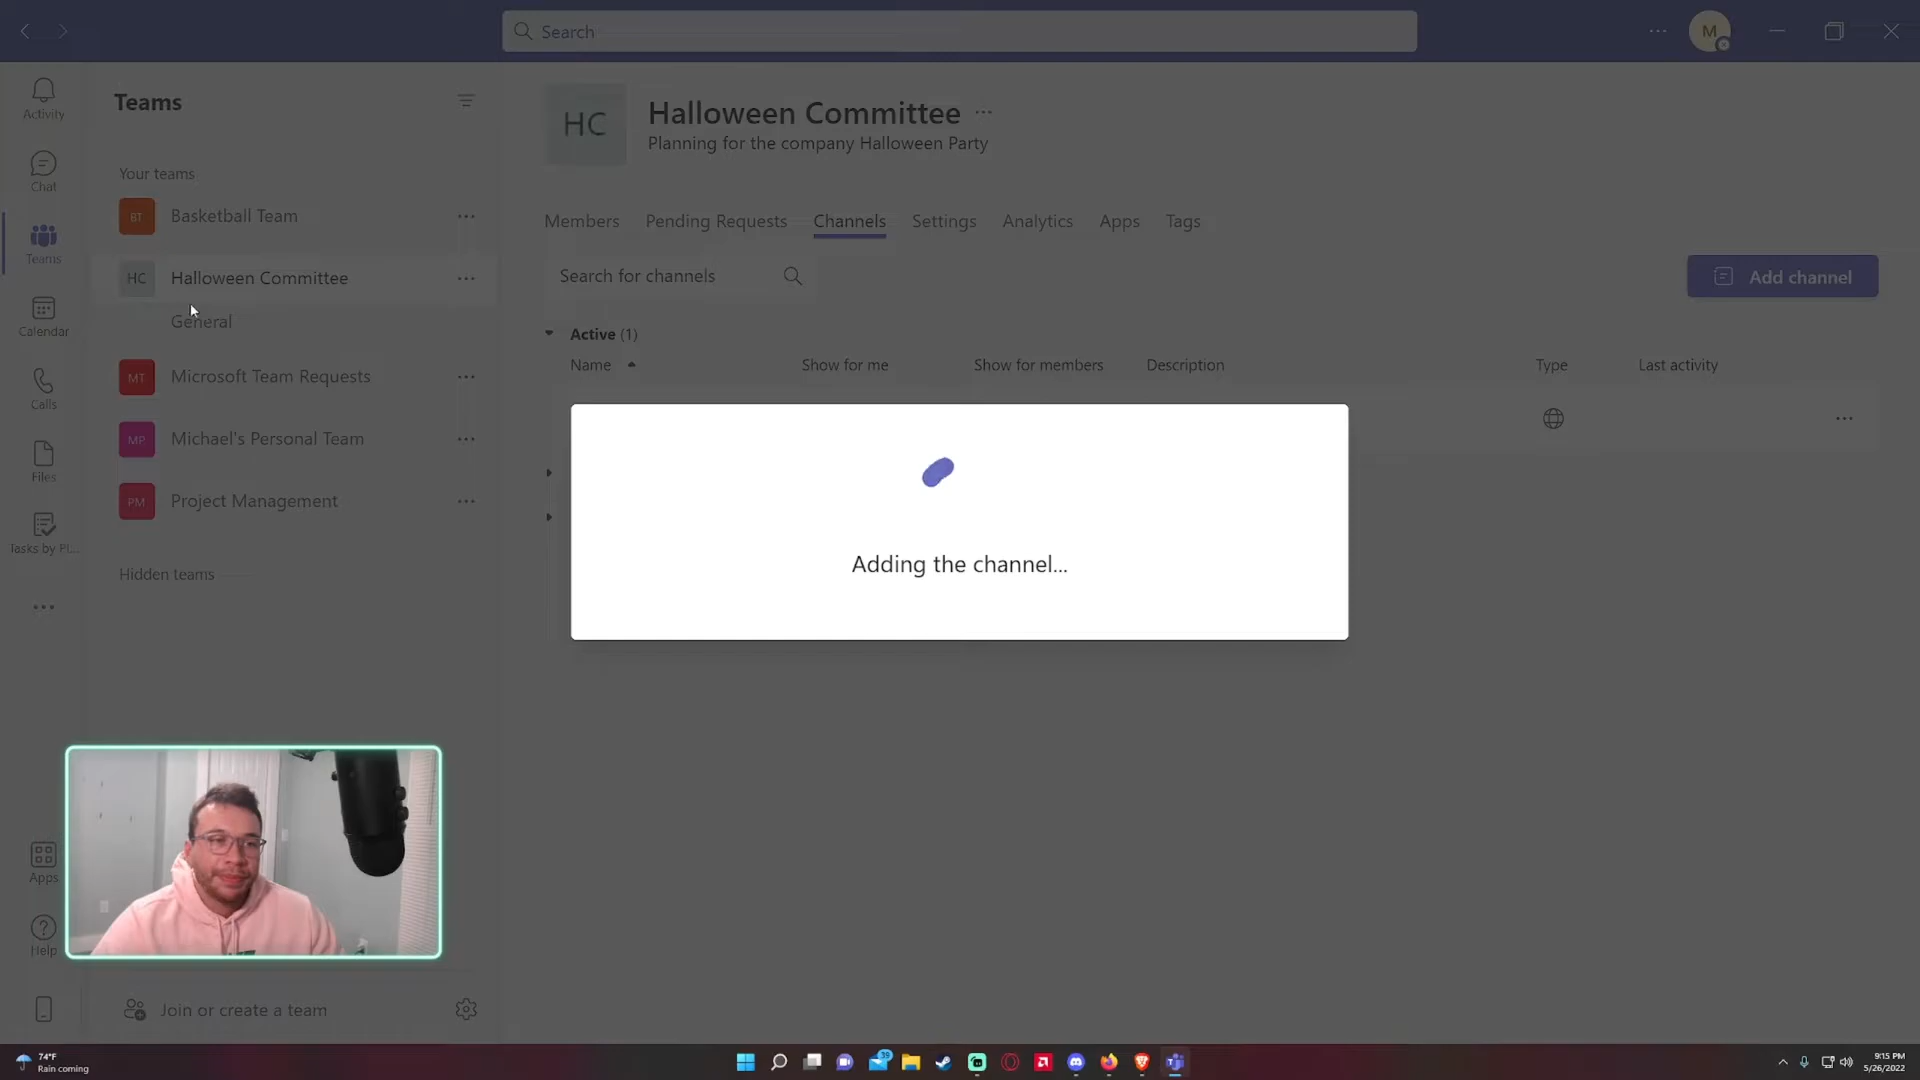 Search
M
Activity
Chat
Teams
Calendar
Calls
Files
Tasks by Pl...
Apps
Help
Teams
Your teams
BT Basketball Team
HC Halloween Committee
General
MT Microsoft Team Requests
MP Michael's Personal Team
PM Project Management
Hidden teams
Join or create a team
HC
Halloween Committee
Planning for the company Halloween Party
Members Pending Requests Channels Settings Analytics Apps Tags
Search for channels
Add channel
Active (1)
Name Show for me Show for members Description Type Last activity
Adding the channel...
74°F
Rain coming
39
9:15 PM
5/26/2022